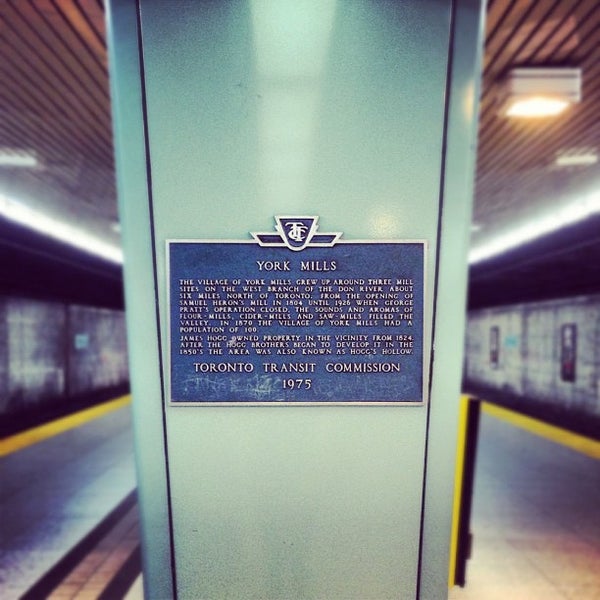 TTC
YORK MILLS
THE VILLAGE OF YORK MILLS GREW UP AROUND THREE MILL
SITES ON THE WEST BRANCH OF THE DON RIVER ABOUT
SIX MILES NORTH OF TORONTO. FROM THE OPENING OF
SAMUEL HERON'S MILL IN 1804 UNTIL 1926 WHEN GEORGE
PRATT'S OPERATION CLOSED, THE SOUNDS AND AROMAS OF
FLOUR-MILLS, CIDER-MILLS AND SAW-MILLS FILLED THE
VALLEY. IN 1870 THE VILLAGE OF YORK MILLS HAD A
POPULATION OF 100.
JAMES HOGG OWNED PROPERTY IN THE VICINITY FROM 1824.
AFTER THE HOGG BROTHERS BEGAN TO DEVELOP IT IN THE
1850'S THE AREA WAS ALSO KNOWN AS HOGG'S HOLLOW.
TORONTO TRANSIT COMMISSION
1975